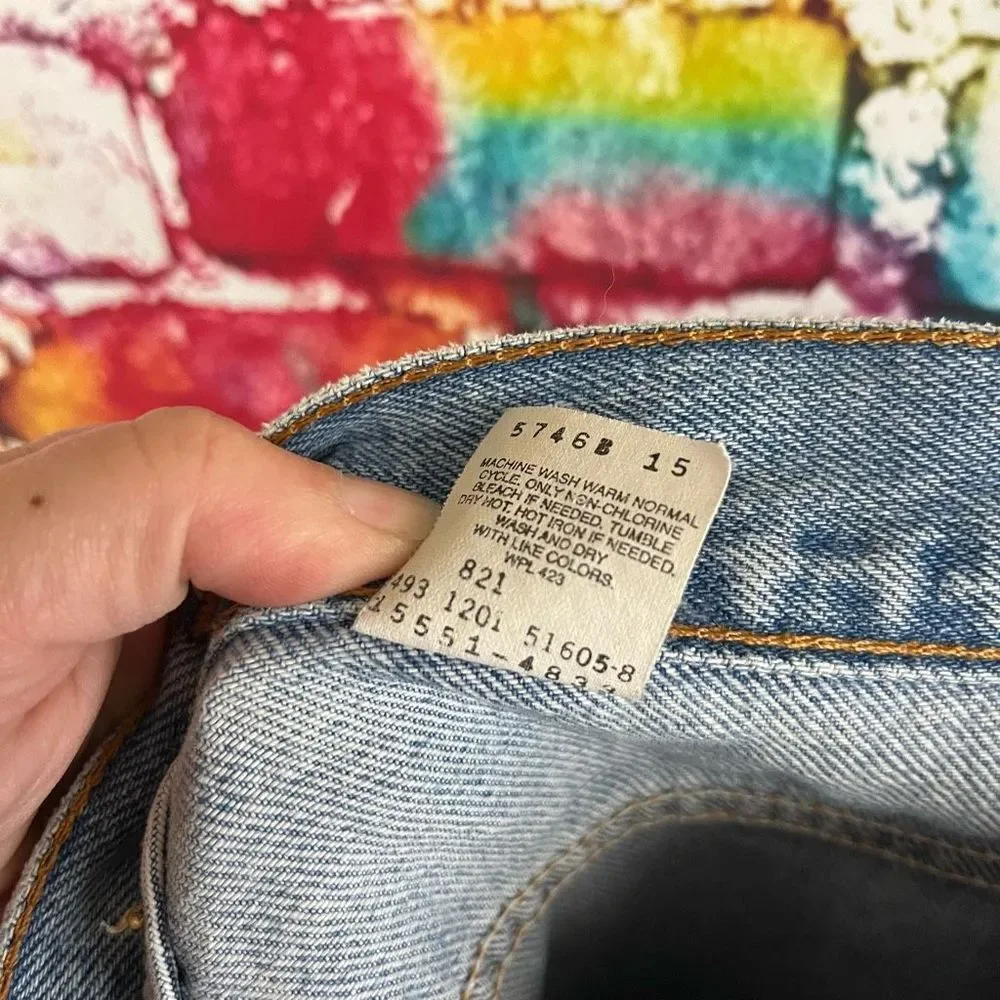 5746B 15
MACHINE WASH WARM NORMAL
CYCLE. ONLY NON-CHLORINE
BLEACH IF NEEDED. TUMBLE
DRY HOT. HOT IRON IF NEEDED.
WASH AND DRY
WITH LIKE COLORS.
WPL 423
821
493 1201 51605-8
15551-483